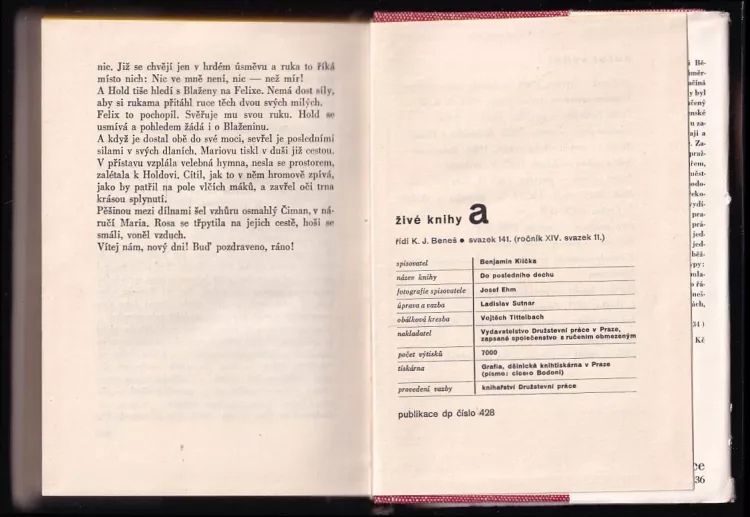 nic. Již se chvějí jen v hrdém úsměvu a ruka to říká
místo nich: Nic ve mně není, nic — než mír!
A Hold tiše hledí s Blaženy na Felixe. Nemá dost síly,
aby si rukama přitáhl ruce těch dvou svých milých.
Felix to pochopil. Svěřuje mu svou ruku. Hold se
usmívá a pohledem žádá i o Blaženinu.
A když je dostal obě do své moci, sevřel je posledními
silami v svých dlaních. Mariovu tiskl v duši již cestou.
V přístavu vzplála velebná hymna, nesla se prostorem,
zalétala k Holdovi. Cítil, jak to v něm hromově zpívá,
jako by patřil na pole vlčích máků, a zavřel oči trna
krásou splynutí.
Pěšinou mezi dílnami šel vzhůru osmahlý Čiman, v ná-
ručí Maria. Rosa se třpytila na jejich cestě, hoši se
smáli, voněl vzduch.
Vítej nám, nový dni! Buď pozdraveno, ráno!
živé knihy a
řídí K. J. Beneš ● svazek 141. (ročník XIV. svazek 11.)
spisovatel Benjamin Klička
název knihy Do posledního dechu
fotografie spisovatele Josef Ehm
úprava a vazba Ladislav Sutnar
obálková kresba Vojtěch Tittelbach
nakladatel Vydavatelstvo Družstevní práce v Praze,
zapsané společenstvo s ručením obmezeným
počet výtisků 7000
tiskárna Grafia, dělnická knihtiskárna v Praze
(písmo: cicero Bodoni)
provedení vazby knihařství Družstevní práce
publikace dp číslo 428